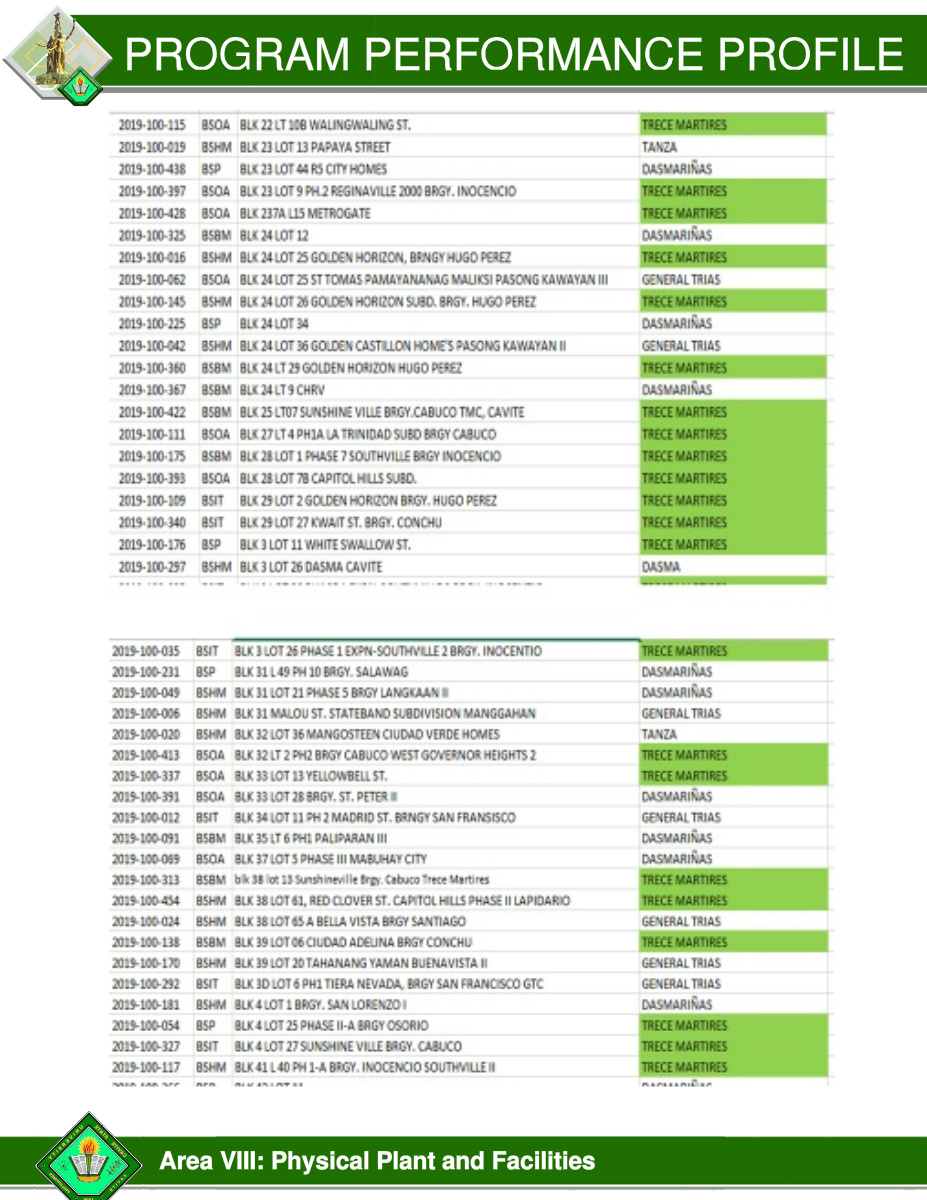 PROGRAM PERFORMANCE PROFILE
2019-100-115 BSOA BLK 22 LT 10B WALINGWALING ST. TRECE MARTIRES
2019-100-019 BSHM BLK 23 LOT 13 PAPAYA STREET TANZA
2019-100-438 BSP BLK 23 LOT 44 R5 CITY HOMES DASMARIÑAS
2019-100-397 BSOA BLK 23 LOT 9 PH.2 REGINAVILLE 2000 BRGY. INOCENCIO TRECE MARTIRES
2019-100-428 BSOA BLK 237A L15 METROGATE TRECE MARTIRES
2019-100-325 BSBM BLK 24 LOT 12 DASMARIÑAS
2019-100-016 BSHM BLK 24 LOT 25 GOLDEN HORIZON, BRNGY HUGO PEREZ TRECE MARTIRES
2019-100-062 BSOA BLK 24 LOT 25 ST TOMAS PAMAYANANAG MALIKSI PASONG KAWAYAN III GENERAL TRIAS
2019-100-145 BSHM BLK 24 LOT 26 GOLDEN HORIZON SUBD. BRGY. HUGO PEREZ TRECE MARTIRES
2019-100-225 BSP BLK 24 LOT 34 DASMARIÑAS
2019-100-042 BSHM BLK 24 LOT 36 GOLDEN CASTILLON HOME'S PASONG KAWAYAN II GENERAL TRIAS
2019-100-360 BSBM BLK 24 LT 29 GOLDEN HORIZON HUGO PEREZ TRECE MARTIRES
2019-100-367 BSBM BLK 24 LT 9 CHRV DASMARIÑAS
2019-100-422 BSBM BLK 25 LT07 SUNSHINE VILLE BRGY.CABUCO TMC, CAVITE TRECE MARTIRES
2019-100-111 BSOA BLK 27 LT 4 PH1A LA TRINIDAD SUBD BRGY CABUCO TRECE MARTIRES
2019-100-175 BSBM BLK 28 LOT 1 PHASE 7 SOUTHVILLE BRGY INOCENCIO TRECE MARTIRES
2019-100-393 BSOA BLK 28 LOT 7B CAPITOL HILLS SUBD. TRECE MARTIRES
2019-100-109 BSIT BLK 29 LOT 2 GOLDEN HORIZON BRGY. HUGO PEREZ TRECE MARTIRES
2019-100-340 BSIT BLK 29 LOT 27 KWAIT ST. BRGY. CONCHU TRECE MARTIRES
2019-100-176 BSP BLK 3 LOT 11 WHITE SWALLOW ST. TRECE MARTIRES
2019-100-297 BSHM BLK 3 LOT 26 DASMA CAVITE DASMA
2019-100-035 BSIT BLK 3 LOT 26 PHASE 1 EXPN-SOUTHVILLE 2 BRGY. INOCENTIO TRECE MARTIRES
2019-100-231 BSP BLK 31 L 49 PH 10 BRGY. SALAWAG DASMARIÑAS
2019-100-049 BSHM BLK 31 LOT 21 PHASE 5 BRGY LANGKAAN II DASMARIÑAS
2019-100-006 BSHM BLK 31 MALOU ST. STATEBAND SUBDIVISION MANGGAHAN GENERAL TRIAS
2019-100-020 BSHM BLK 32 LOT 36 MANGOSTEEN CIUDAD VERDE HOMES TANZA
2019-100-413 BSOA BLK 32 LT 2 PH2 BRGY CABUCO WEST GOVERNOR HEIGHTS 2 TRECE MARTIRES
2019-100-337 BSOA BLK 33 LOT 13 YELLOWBELL ST. TRECE MARTIRES
2019-100-391 BSOA BLK 33 LOT 28 BRGY. ST. PETER II DASMARIÑAS
2019-100-012 BSIT BLK 34 LOT 11 PH 2 MADRID ST. BRNGY SAN FRANSISCO GENERAL TRIAS
2019-100-091 BSBM BLK 35 LT 6 PH1 PALIPARAN III DASMARIÑAS
2019-100-069 BSOA BLK 37 LOT 5 PHASE III MABUHAY CITY DASMARIÑAS
2019-100-313 BSBM blk 38 lot 13 Sunshineville Brgy. Cabuco Trece Martires TRECE MARTIRES
2019-100-454 BSHM BLK 38 LOT 61, RED CLOVER ST. CAPITOL HILLS PHASE II LAPIDARIO TRECE MARTIRES
2019-100-024 BSHM BLK 38 LOT 65 A BELLA VISTA BRGY SANTIAGO GENERAL TRIAS
2019-100-138 BSBM BLK 39 LOT 06 CIUDAD ADELINA BRGY CONCHU TRECE MARTIRES
2019-100-170 BSHM BLK 39 LOT 20 TAHANANG YAMAN BUENAVISTA II GENERAL TRIAS
2019-100-292 BSIT BLK 3D LOT 6 PH1 TIERA NEVADA, BRGY SAN FRANCISCO GTC GENERAL TRIAS
2019-100-181 BSHM BLK 4 LOT 1 BRGY. SAN LORENZO I DASMARIÑAS
2019-100-054 BSP BLK 4 LOT 25 PHASE II-A BRGY OSORIO TRECE MARTIRES
2019-100-327 BSIT BLK 4 LOT 27 SUNSHINE VILLE BRGY. CABUCO TRECE MARTIRES
2019-100-117 BSHM BLK 41 L 40 PH 1-A BRGY. INOCENCIO SOUTHVILLE II TRECE MARTIRES
Area VIII: Physical Plant and Facilities